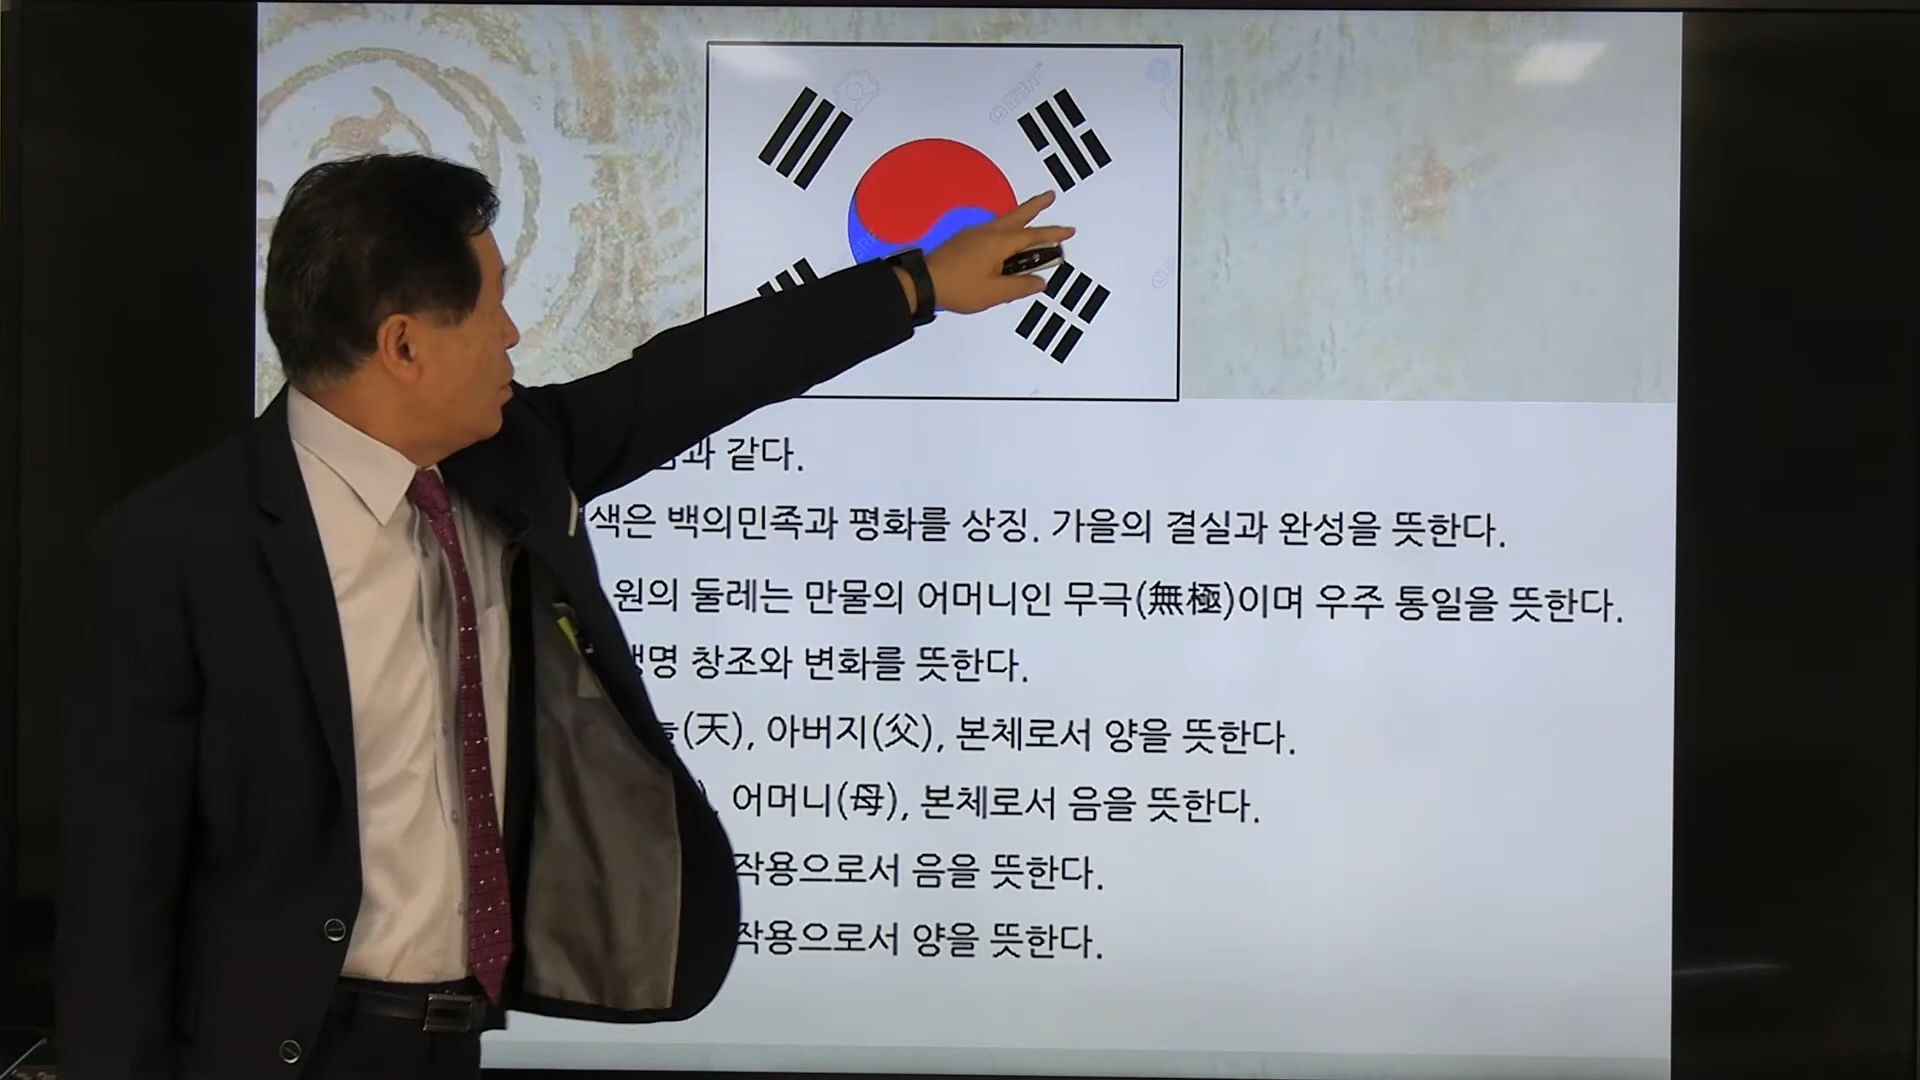 같다.
백의민족과 평화를 상징. 가을의 결실과 완성을 뜻한다.
원의 둘레는 만물의 어머니인 무극(無極)이며 우주 통일을 뜻한다.
창조와 변화를 뜻한다.
(天), 아버지(父), 본체로서 양을 뜻한다.
어머니(母), 본체로서 음을 뜻한다.
작용으로서 음을 뜻한다.
작용으로서 양을 뜻한다.